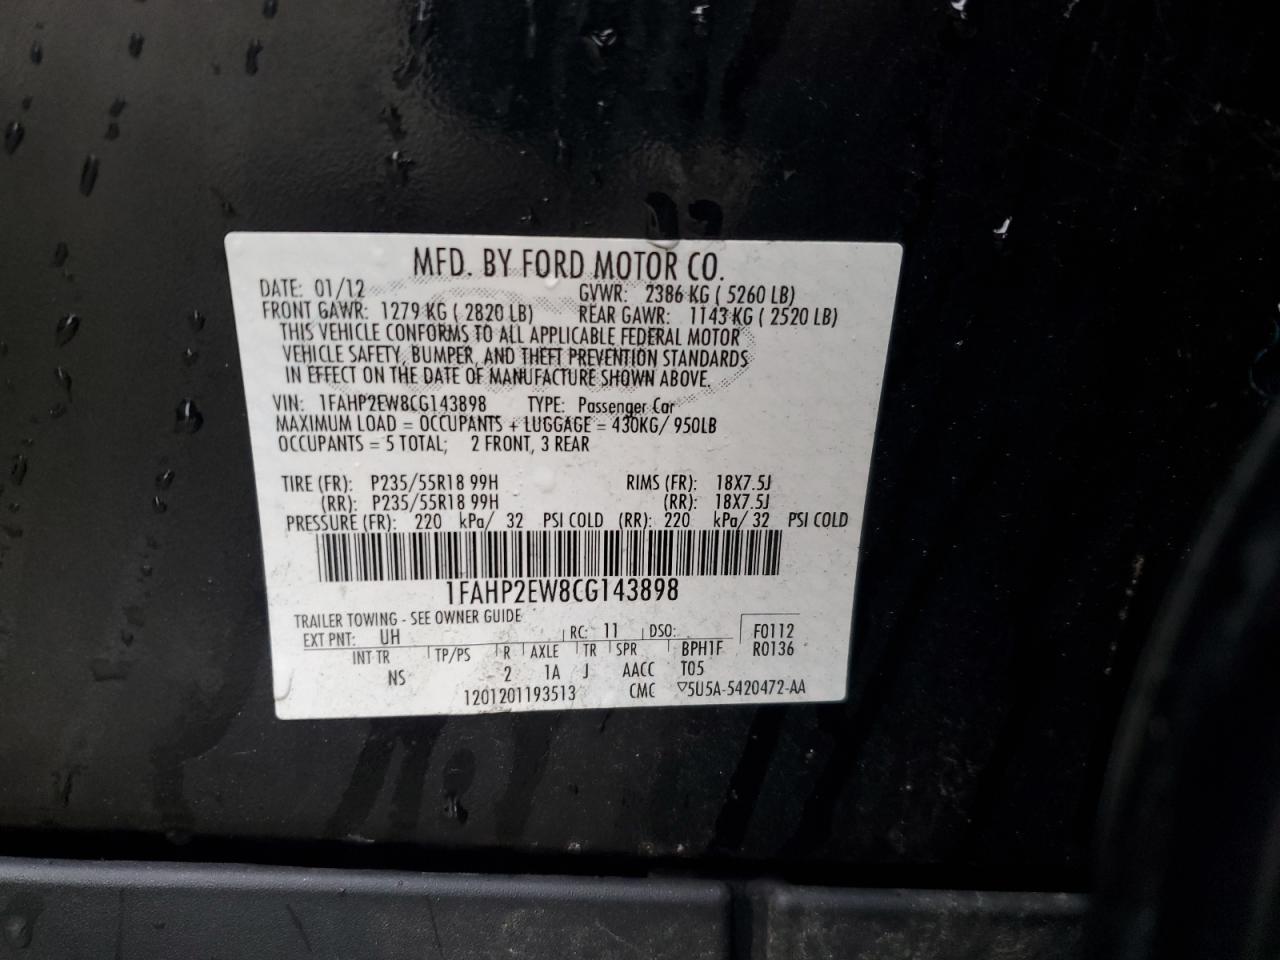 MFD. BY FORD MOTOR CO.
DATE: 01/12 GVWR: 2386 KG ( 5260 LB)
FRONT GAWR: 1279 KG ( 2820 LB) REAR GAWR: 1143 KG ( 2520 LB)
THIS VEHICLE CONFORMS TO ALL APPLICABLE FEDERAL MOTOR
VEHICLE SAFETY, BUMPER, AND THEFT PREVENTION STANDARDS
IN EFFECT ON THE DATE OF MANUFACTURE SHOWN ABOVE.
VIN: 1FAHP2EW8CG143898 TYPE: Passenger Car
MAXIMUM LOAD = OCCUPANTS + LUGGAGE = 430KG/ 950LB
OCCUPANTS = 5 TOTAL; 2 FRONT, 3 REAR
TIRE (FR): P235/55R18 99H RIMS (FR): 18X7.5J
(RR): P235/55R18 99H (RR): 18X7.5J
PRESSURE (FR): 220 kPa/ 32 PSI COLD (RR): 220 kPa/ 32 PSI COLD
1FAHP2EW8CG143898
TRAILER TOWING - SEE OWNER GUIDE
EXT PNT: UH RC: 11 DSO: F0112
INT TR TP/PS R AXLE TR SPR BPH1F R0136
NS 2 1A J AACC T05
1201201193513 CMC ▽5U5A-5420472-AA